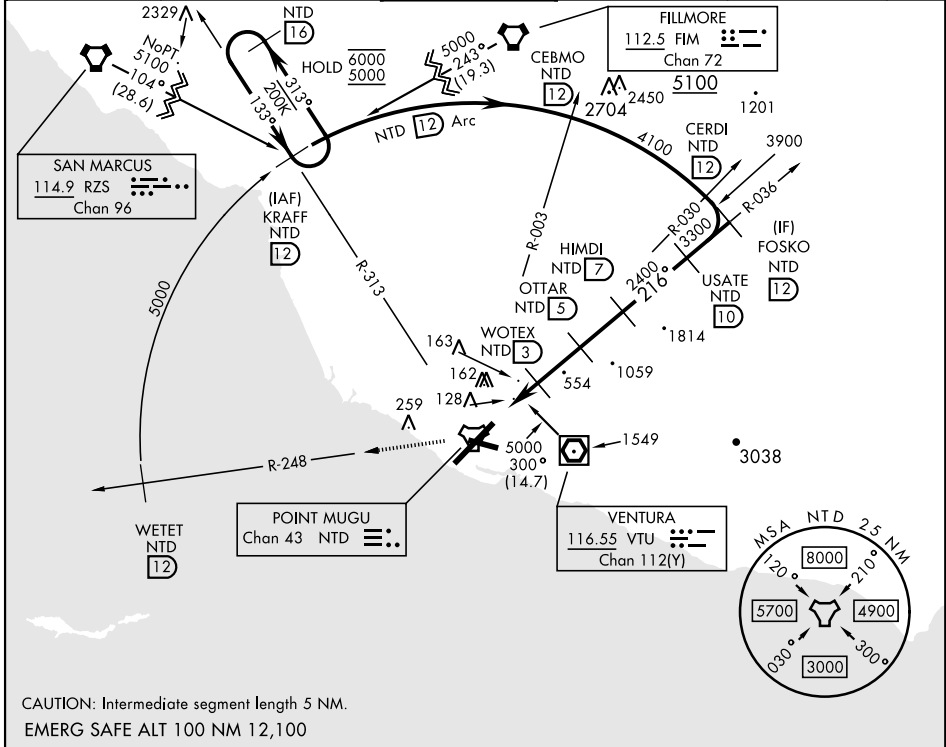 2329
NTD
16
NoPT.
5100
104°
(28.6)
HOLD
6000
5000
313°
200K
133°
5000
243°
(19.3)
FILLMORE
112.5 FIM
Chan 72
CEBMO
NTD
12
2704
2450
5100
1201
NTD 12 Arc
4100
CERDI
NTD
12
3900
SAN MARCUS
114.9 RZS
Chan 96
(IAF)
KRAFF
NTD
12
R-003
R-030
R-036
3300
(IF)
FOSKO
NTD
12
HIMDI
NTD 7
2400
216°
USATE
NTD
10
OTTAR
NTD 5
R-313
5000
1814
WOTEX
NTD 3
163
162
128
554
1059
259
5000
300°
(14.7)
1549
3038
R-248
WETET
NTD
12
POINT MUGU
Chan 43 NTD
VENTURA
116.55 VTU
Chan 112(Y)
MSA NTD 25 NM
120°
8000
210°
5700
4900
030°
3000
300°
CAUTION: Intermediate segment length 5 NM.
EMERG SAFE ALT 100 NM 12,100